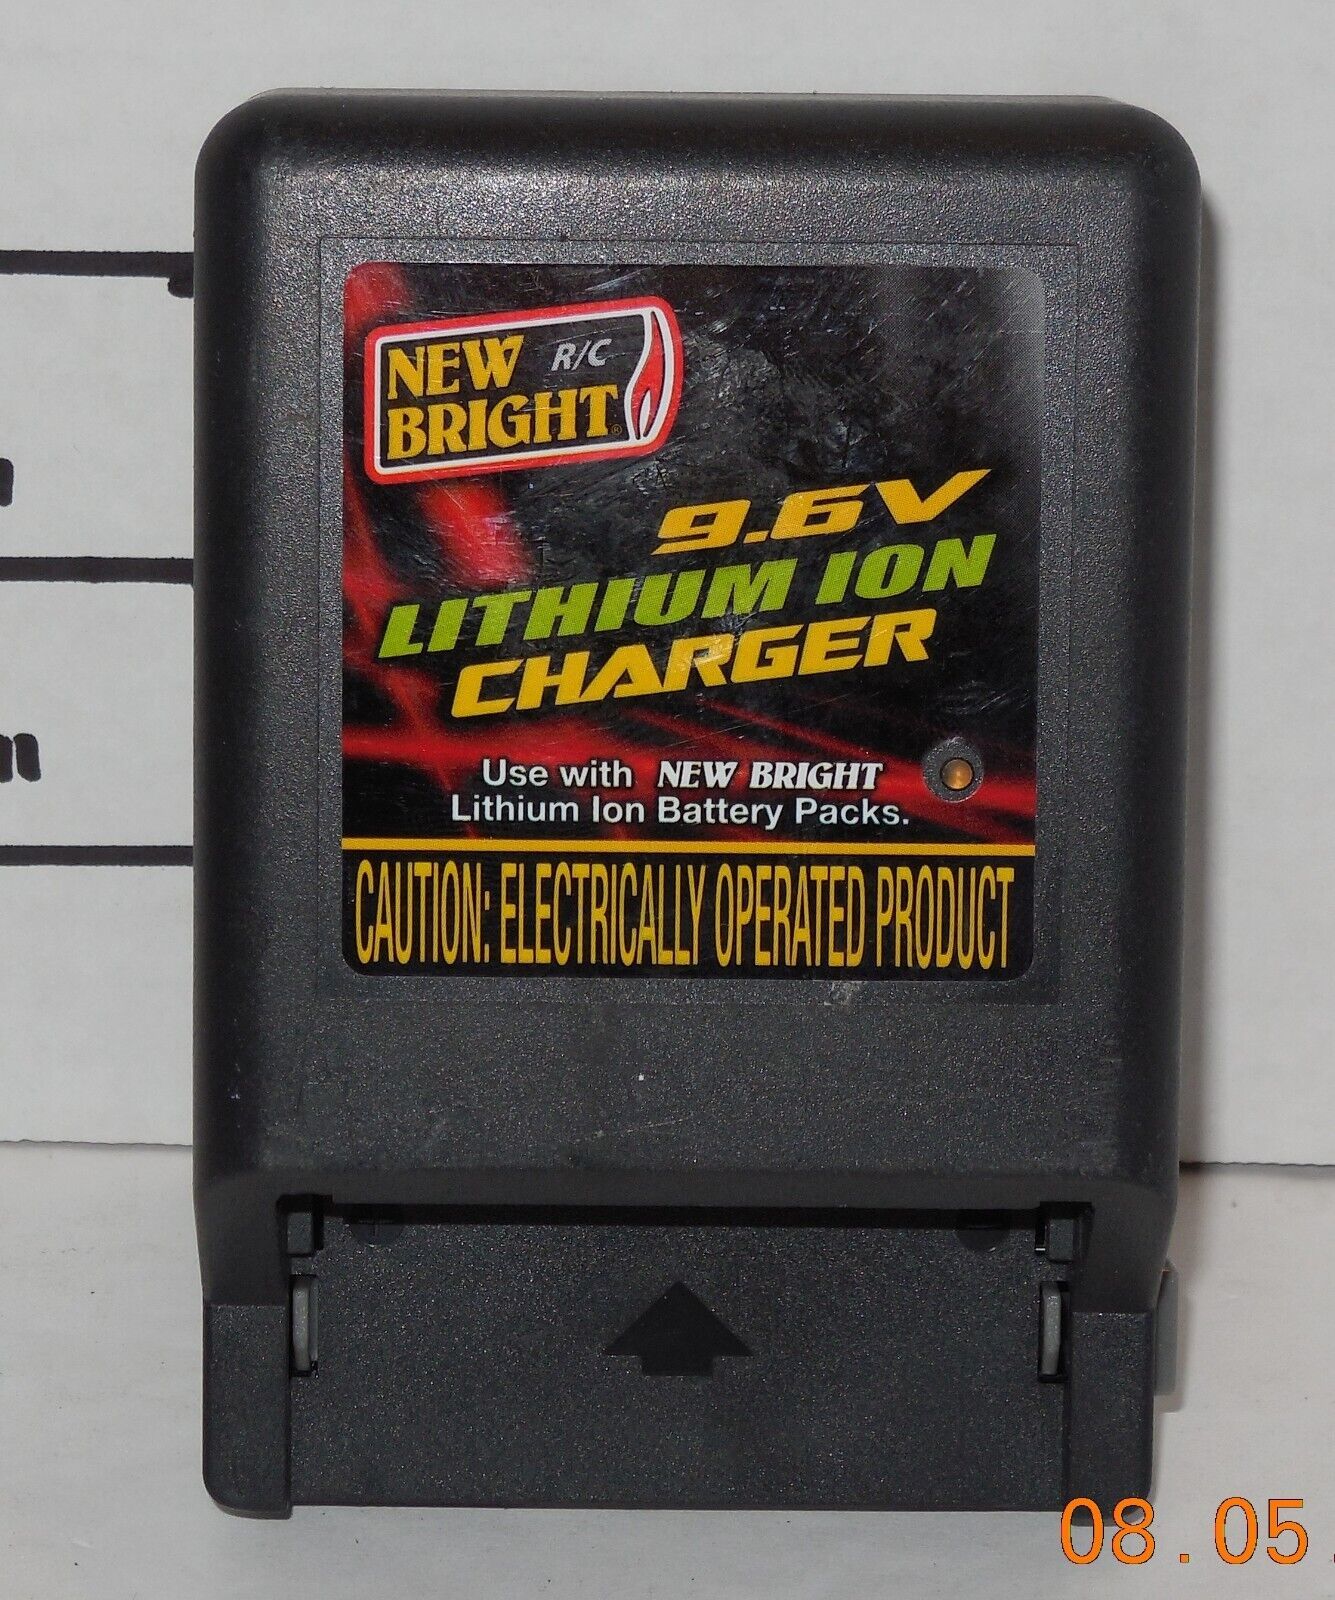 NEW R/C
BRIGHT®
9.6V
LITHIUM ION
CHARGER
Use with NEW BRIGHT
Lithium Ion Battery Packs.
CAUTION: ELECTRICALLY OPERATED PRODUCT
08.05.